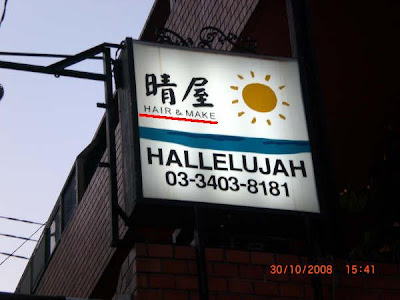 晴屋
HAIR & MAKE
HALLELUJAH
03-3403-8181
30/10/2008 15:41